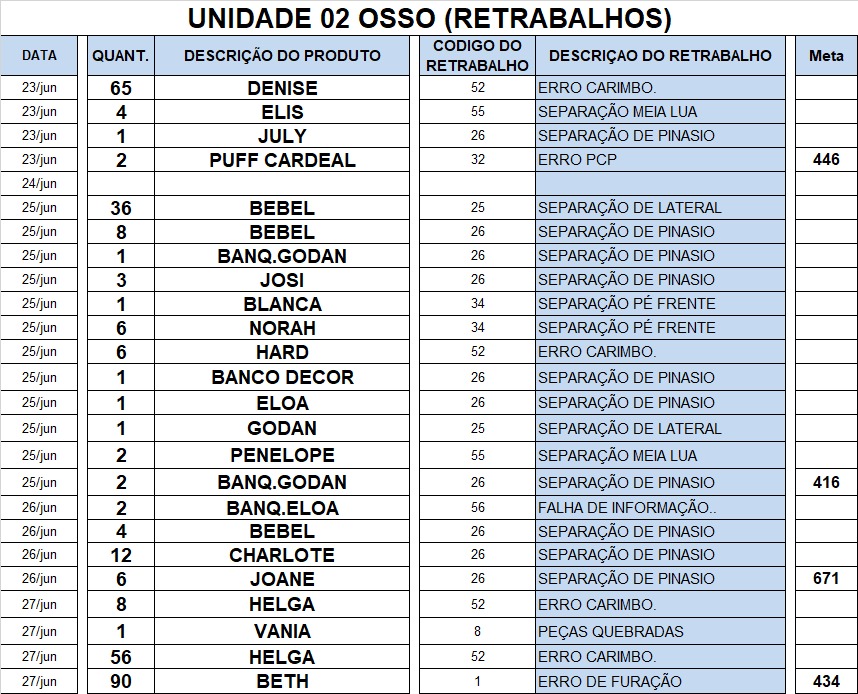 UNIDADE 02 OSSO (RETRABALHOS)
DATA QUANT. DESCRIÇÃO DO PRODUTO CODIGO DO RETRABALHO DESCRIÇAO DO RETRABALHO Meta
23/jun 65 DENISE 52 ERRO CARIMBO.
23/jun 4 ELIS 55 SEPARAÇÃO MEIA LUA
23/jun 1 JULY 26 SEPARAÇÃO DE PINASIO
23/jun 2 PUFF CARDEAL 32 ERRO PCP 446
24/jun
25/jun 36 BEBEL 25 SEPARAÇÃO DE LATERAL
25/jun 8 BEBEL 26 SEPARAÇÃO DE PINASIO
25/jun 1 BANQ.GODAN 26 SEPARAÇÃO DE PINASIO
25/jun 3 JOSI 26 SEPARAÇÃO DE PINASIO
25/jun 1 BLANCA 34 SEPARAÇÃO PÉ FRENTE
25/jun 6 NORAH 34 SEPARAÇÃO PÉ FRENTE
25/jun 6 HARD 52 ERRO CARIMBO.
25/jun 1 BANCO DECOR 26 SEPARAÇÃO DE PINASIO
25/jun 1 ELOA 26 SEPARAÇÃO DE PINASIO
25/jun 1 GODAN 25 SEPARAÇÃO DE LATERAL
25/jun 2 PENELOPE 55 SEPARAÇÃO MEIA LUA
25/jun 2 BANQ.GODAN 26 SEPARAÇÃO DE PINASIO 416
26/jun 2 BANQ.ELOA 56 FALHA DE INFORMAÇÃO..
26/jun 4 BEBEL 26 SEPARAÇÃO DE PINASIO
26/jun 12 CHARLOTE 26 SEPARAÇÃO DE PINASIO
26/jun 6 JOANE 26 SEPARAÇÃO DE PINASIO 671
27/jun 8 HELGA 52 ERRO CARIMBO.
27/jun 1 VANIA 8 PEÇAS QUEBRADAS
27/jun 56 HELGA 52 ERRO CARIMBO.
27/jun 90 BETH 1 ERRO DE FURAÇÃO 434